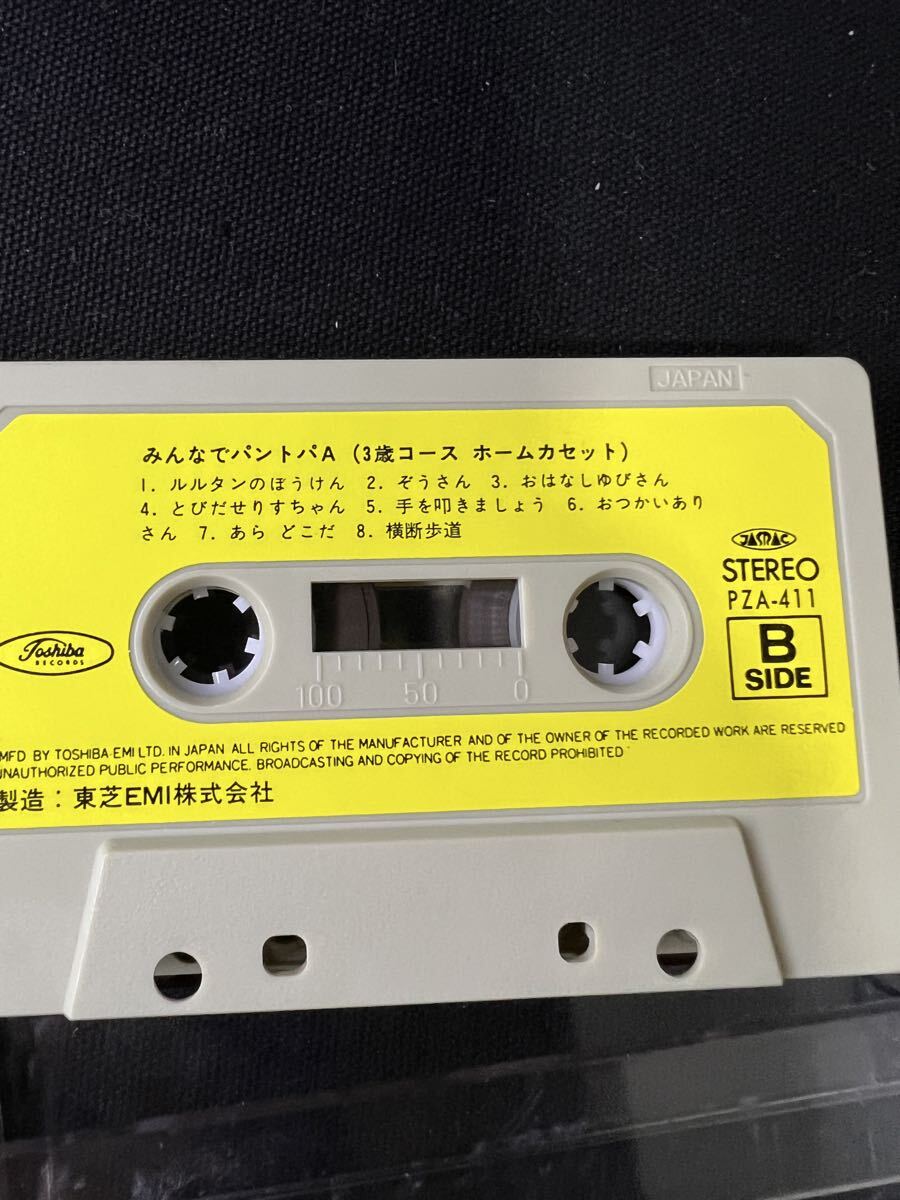 JAPAN
みんなでパントパA (3歳コース ホームカセット)
1. ルルタンのぼうけん 2. ぞうさん 3. おはなしゆびさん
4. とびだせりすちゃん 5. 手を叩きましょう 6. おつかいあり
さん 7. あら どこだ 8. 横断歩道
JASRAC
STEREO
PZA-411
B
SIDE
Toshiba
RECORDS
100 50 0
MFD BY TOSHIBA EMI LTD. IN JAPAN ALL RIGHTS OF THE MANUFACTURER AND OF THE OWNER OF THE RECORDED WORK ARE RESERVED
UNAUTHORIZED PUBLIC PERFORMANCE. BROADCASTING AND COPYING OF THE RECORD PROHIBITED
製造：東芝EMI株式会社